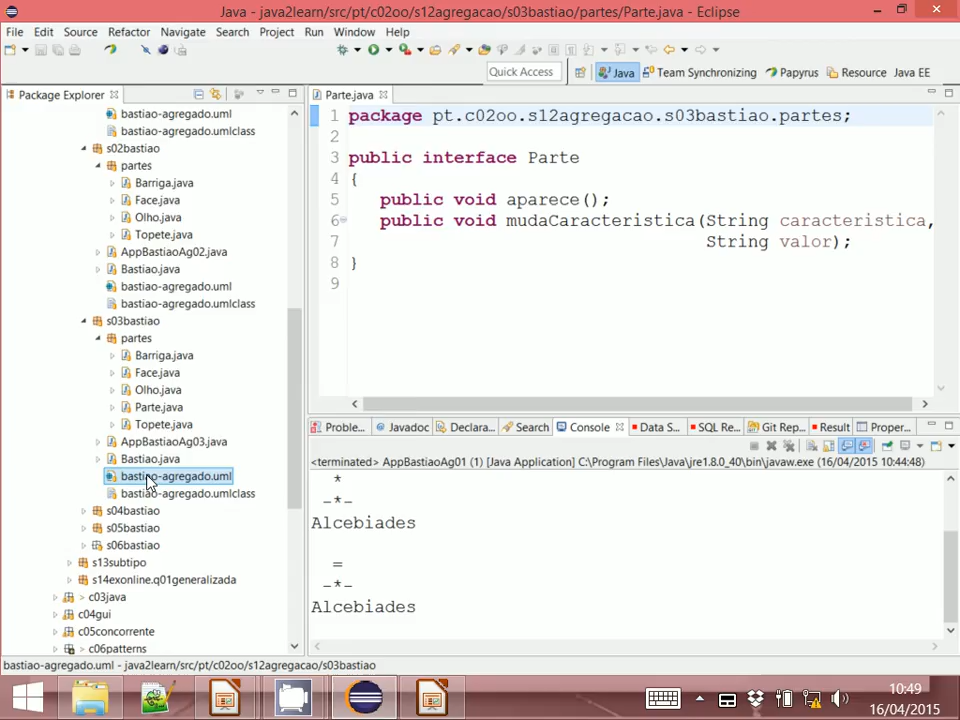 Java - java2learn/src/pt/c02oo/s12agregacao/s03bastiao/partes/Parte.java - Eclipse
File Edit Source Refactor Navigate Search Project Run Window Help
Quick Access Java Team Synchronizing Papyrus Resource Java EE
Package Explorer
bastiao-agregado.uml
bastiao-agregado.umlclass
s02bastiao
partes
Barriga.java
Face.java
Olho.java
Topete.java
AppBastiaoAg02.java
Bastiao.java
bastiao-agregado.uml
bastiao-agregado.umlclass
s03bastiao
partes
Barriga.java
Face.java
Olho.java
Parte.java
Topete.java
AppBastiaoAg03.java
Bastiao.java
bastiao-agregado.uml
bastiao-agregado.umlclass
s04bastiao
s05bastiao
s06bastiao
s13subtipo
s14exonline.q01generalizada
> c03java
c04gui
c05concorrente
> c06patterns
Parte.java
1 package pt.c02oo.s12agregacao.s03bastiao.partes;
2
3 public interface Parte
4 {
5 public void aparece();
6 public void mudaCaracteristica(String caracteristica,
7 String valor);
8 }
9
Proble... Javadoc Declara... Search Console Data S... SQL Re... Git Rep... Result Proper...
<terminated> AppBastiaoAg01 (1) [Java Application] C:\Program Files\Java\jre1.8.0_40\bin\javaw.exe (16/04/2015 10:44:48)
*
-*-
Alcebiades
=
-*-
Alcebiades
bastiao-agregado.uml - java2learn/src/pt/c02oo/s12agregacao/s03bastiao
10:49
16/04/2015